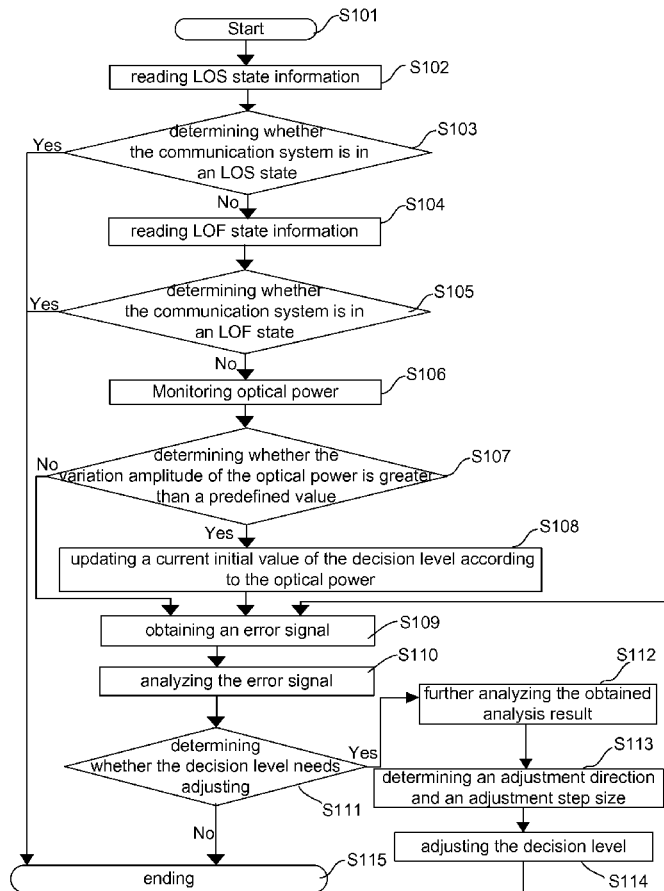 Start
S101
reading LOS state information
S102
determining whether
the communication system is in
an LOS state
S103
Yes
No
reading LOF state information
S104
determining whether
the communication system is in
an LOF state
S105
Yes
No
Monitoring optical power
S106
determining whether the
variation amplitude of the optical power is greater
than a predefined value
S107
No
Yes
updating a current initial value of the decision level according
to the optical power
S108
obtaining an error signal
S109
analyzing the error signal
S110
determining
whether the decision level needs
adjusting
S111
Yes
No
further analyzing the obtained
analysis result
S112
determining an adjustment direction
and an adjustment step size
S113
adjusting the decision level
S114
ending
S115